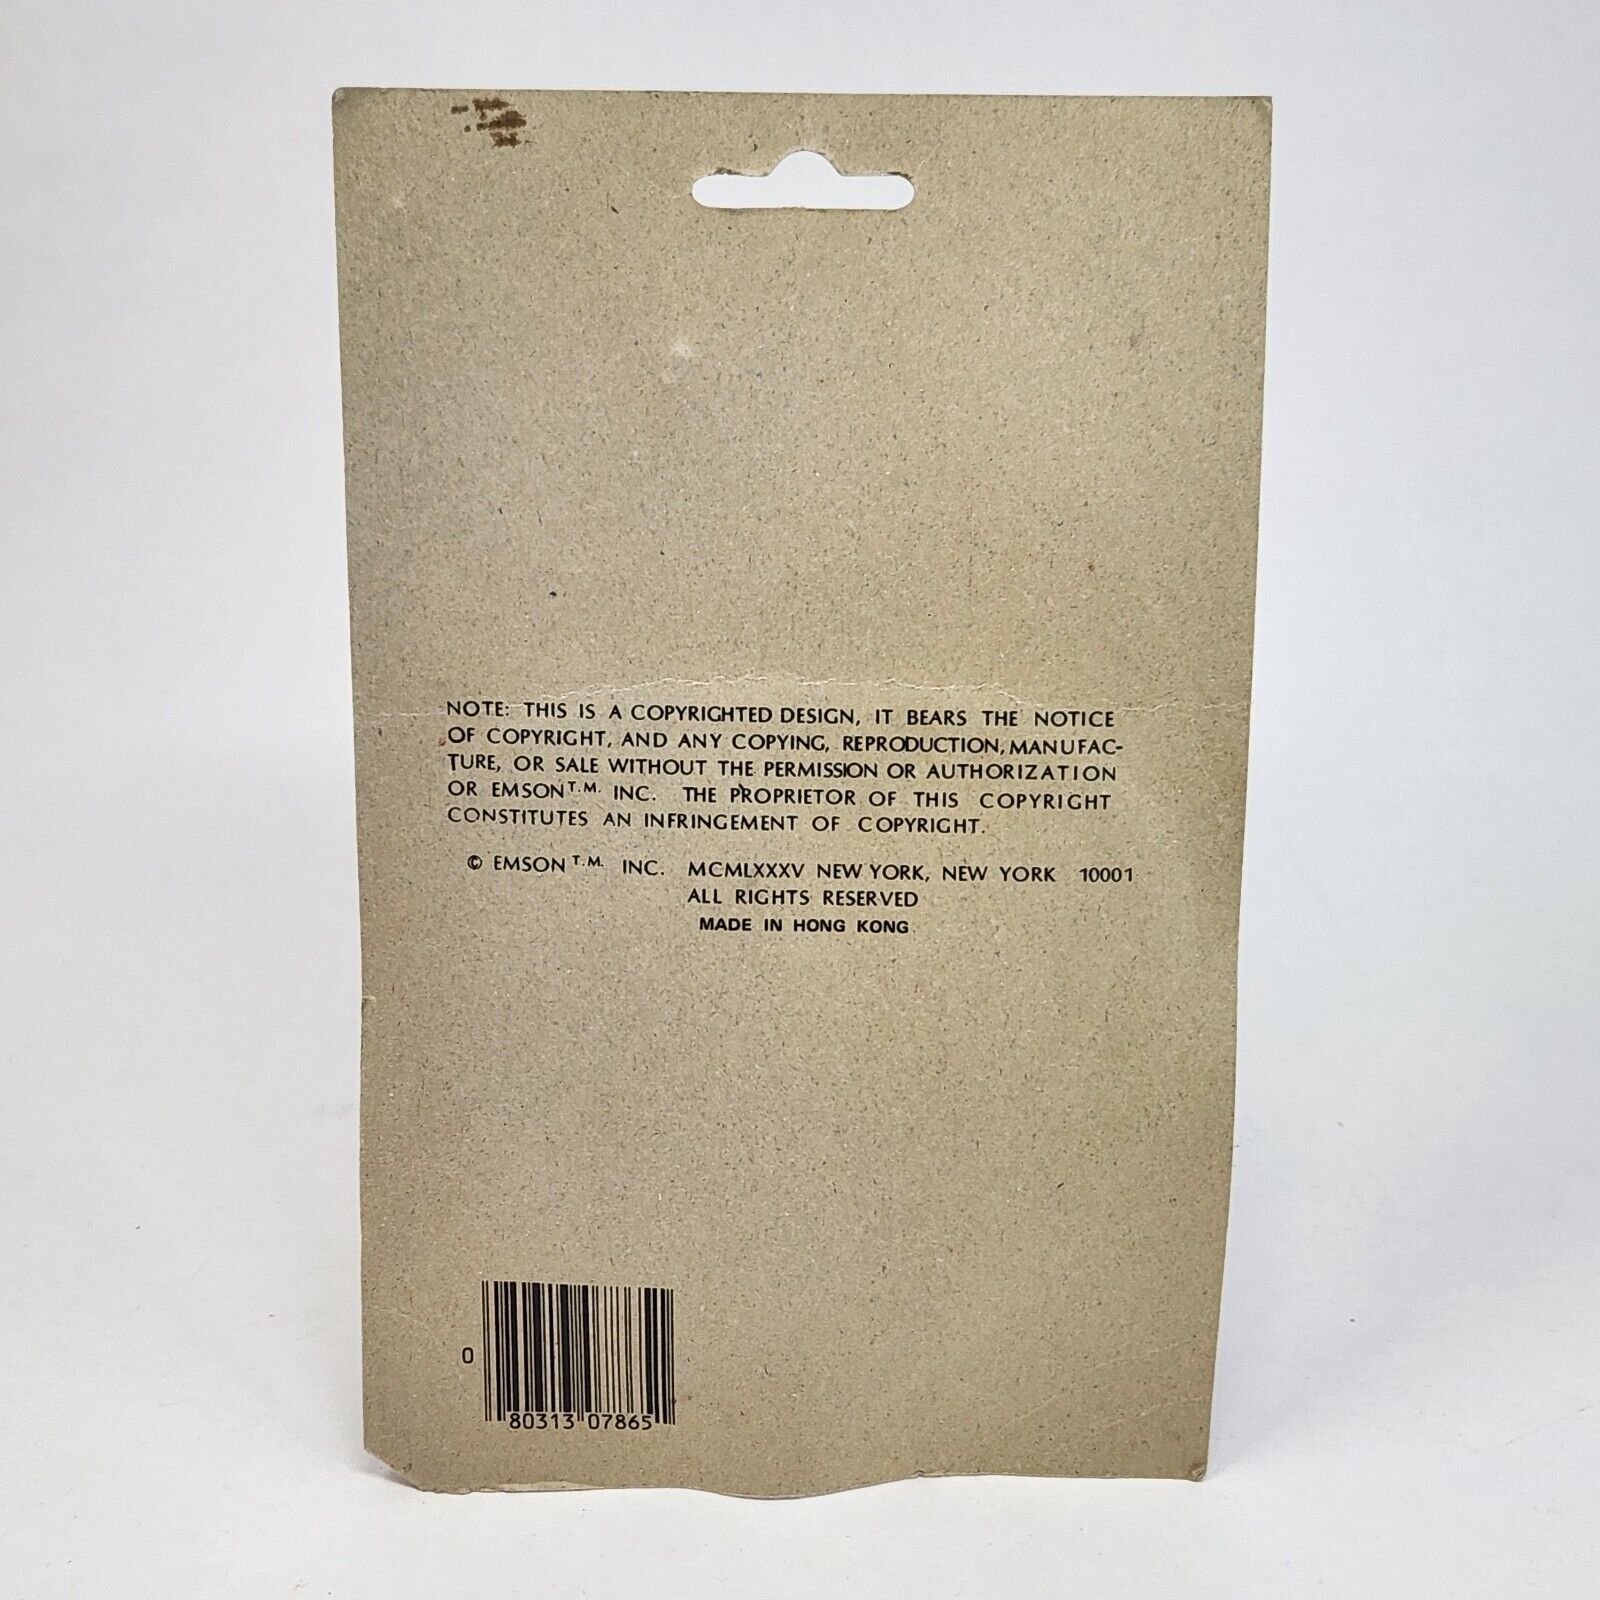 NOTE: THIS IS A COPYRIGHTED DESIGN, IT BEARS THE NOTICE
OF COPYRIGHT, AND ANY COPYING, REPRODUCTION, MANUFAC-
TURE, OR SALE WITHOUT THE PERMISSION OR AUTHORIZATION
OR EMSON T.M. INC. THE PROPRIETOR OF THIS COPYRIGHT
CONSTITUTES AN INFRINGEMENT OF COPYRIGHT.
© EMSON T.M. INC. MCMLXXXV NEW YORK, NEW YORK 10001
ALL RIGHTS RESERVED
MADE IN HONG KONG
0 80313 07865